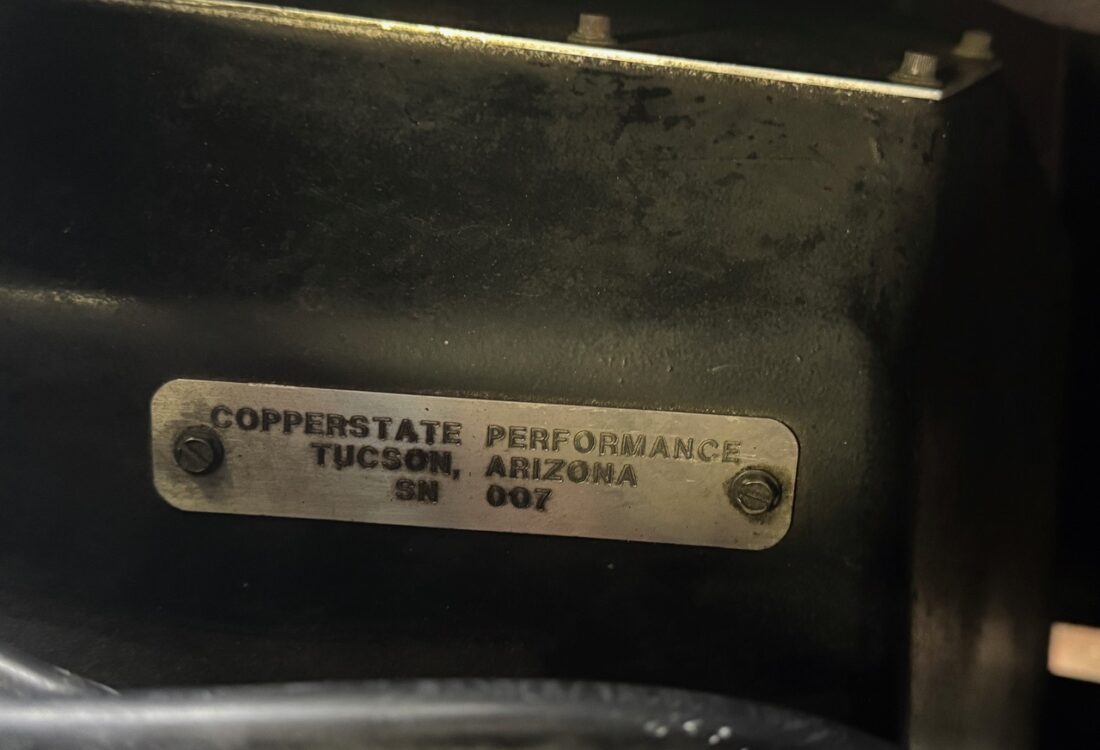 COPPERSTATE PERFORMANCE
TUCSON, ARIZONA
SN 007